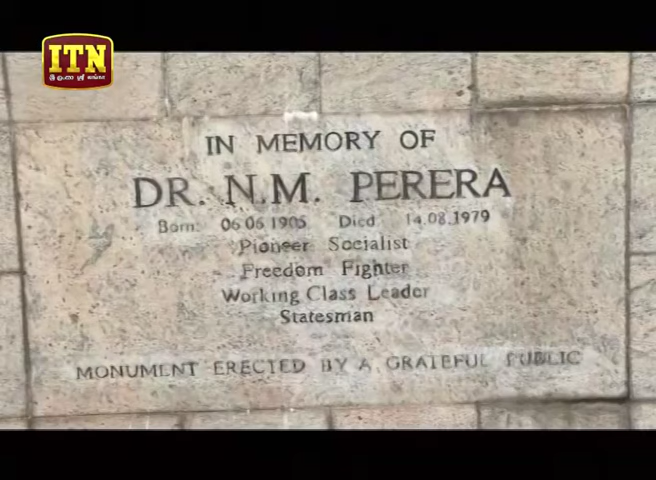 ITN
IN MEMORY OF
DR. N.M. PERERA
Born: 06.06.1905 Died 14.08.1979
Pioneer Socialist
Freedom Fighter
Working Class Leader
Statesman
MONUMENT ERECTED BY A GRATEFUL PUBLIC